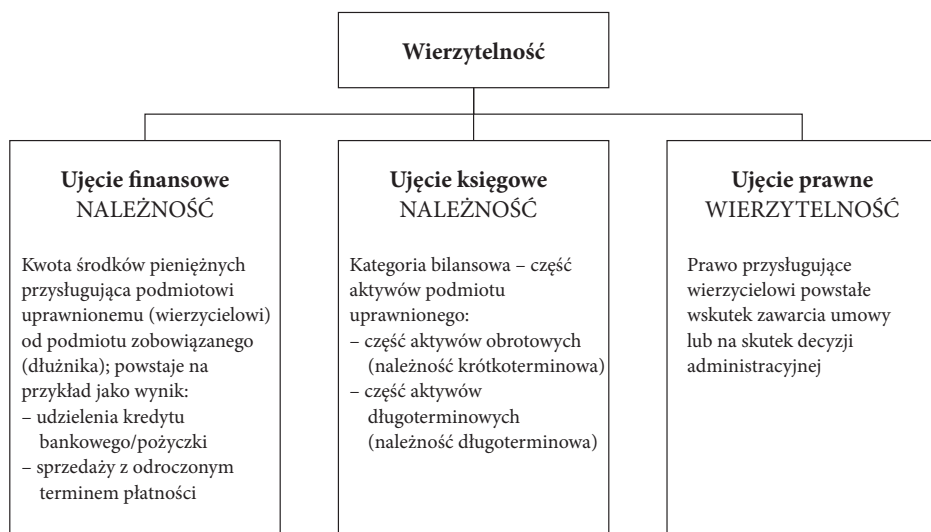 Wierzytelność
Ujęcie finansowe
NALEŻNOŚĆ
Kwota środków pieniężnych
przysługująca podmiotowi
uprawnionemu (wierzycielowi)
od podmiotu zobowiązanego
(dłużnika); powstaje na
przykład jako wynik:
– udzielenia kredytu
bankowego/pożyczki
– sprzedaży z odroczonym
terminem płatności
Ujęcie księgowe
NALEŻNOŚĆ
Kategoria bilansowa – część
aktywów podmiotu
uprawnionego:
– część aktywów obrotowych
(należność krótkoterminowa)
– część aktywów
długoterminowych
(należność długoterminowa)
Ujęcie prawne
WIERZYTELNOŚĆ
Prawo przysługujące
wierzycielowi powstałe
wskutek zawarcia umowy
lub na skutek decyzji
administracyjnej